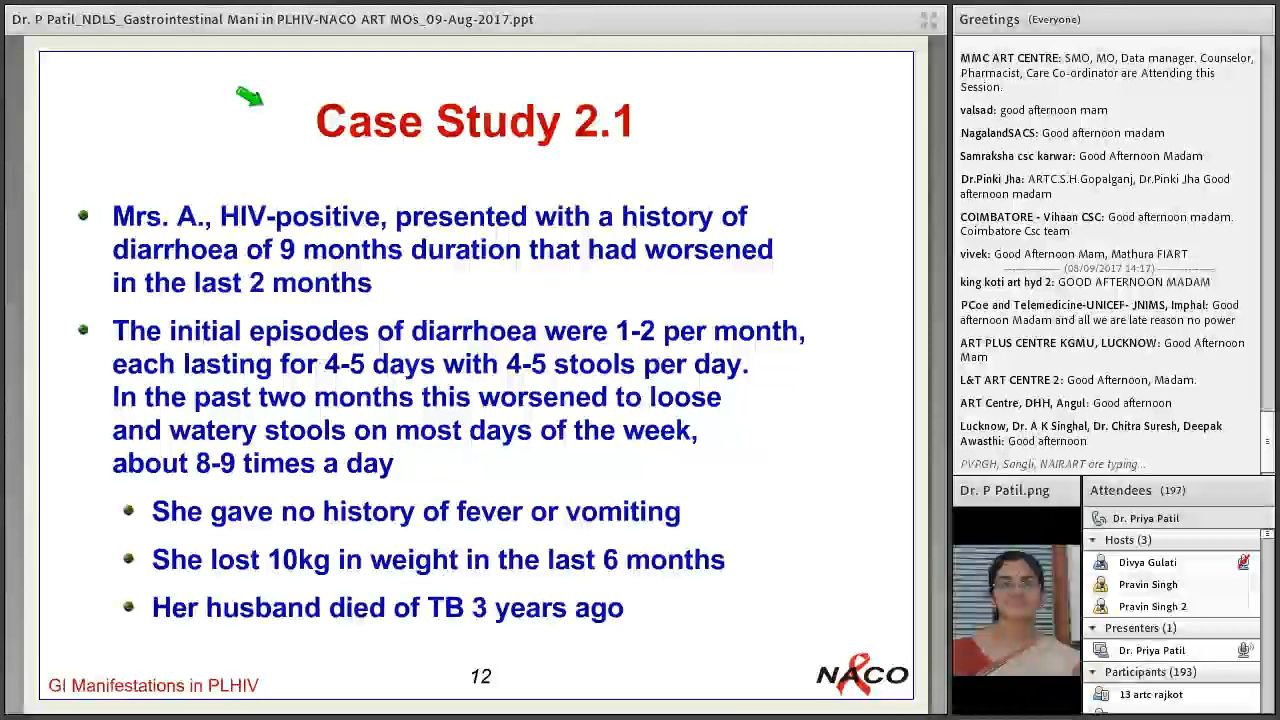 Dr. P Patil_NDLS_Gastrointestinal Mani in PLHIV-NACO ART MOs_09-Aug-2017.ppt
Case Study 2.1
Mrs. A., HIV-positive, presented with a history of
diarrhoea of 9 months duration that had worsened
in the last 2 months
The initial episodes of diarrhoea were 1-2 per month,
each lasting for 4-5 days with 4-5 stools per day.
In the past two months this worsened to loose
and watery stools on most days of the week,
about 8-9 times a day
She gave no history of fever or vomiting
She lost 10kg in weight in the last 6 months
Her husband died of TB 3 years ago
GI Manifestations in PLHIV
12
NACO
Greetings (Everyone)
MMC ART CENTRE: SMO, MO, Data manager. Counselor,
Pharmacist, Care Co-ordinator are Attending this
Session.
valsad: good afternoon mam
NagalandSACS: Good afternoon madam
Samraksha csc karwar: Good Afternoon Madam
Dr.Pinki Jha: ARTC.S.H.Gopalganj, Dr.Pinki Jha Good
afternoon madam
COIMBATORE - Vihaan CSC: Good afternoon madam.
Coimbatore Csc team
vivek: Good Afternoon Mam, Mathura FIART
(08/09/2017 14:17)
king koti art hyd 2: GOOD AFTERNOON MADAM
PCoe and Telemedicine-UNICEF- JNIMS, Imphal: Good
afternoon Madam and all we are late reason no power
ART PLUS CENTRE KGMU, LUCKNOW: Good Afternoon
Mam
L&T ART CENTRE 2: Good Afternoon, Madam.
ART Centre, DHH, Angul: Good afternoon
Lucknow, Dr. A K Singhal, Dr. Chitra Suresh, Deepak
Awasthi: Good afternoon
PVPGH, Sangli, NAIRART are typing...
Dr. P Patil.png
Attendees (197)
Dr. Priya Patil
Hosts (3)
Divya Gulati
Pravin Singh
Pravin Singh 2
Presenters (1)
Dr. Priya Patil
Participants (193)
13 artc rajkot